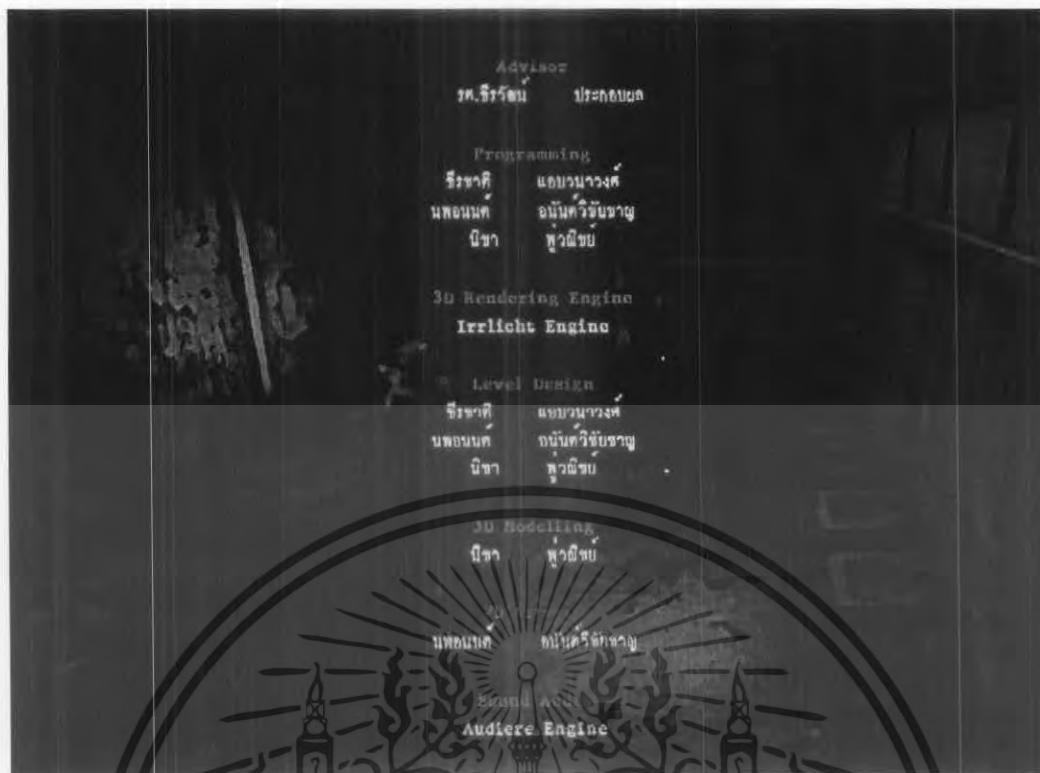 Advisor
รศ.ธีรวัฒน์ ประกอบผล
Programming
ธีรชาติ แถบวนาวงศ์
นพอนนต์ อนันต์วิชัยชาญ
นิชา พู่วณิชย์
3D Rendering Engine
Irrlicht Engine
Level Design
ธีรชาติ แถบวนาวงศ์
นพอนนต์ อนันต์วิชัยชาญ
นิชา พู่วณิชย์
3D Modelling
นิชา พู่วณิชย์
นพอนนต์ อนันต์วิชัยชาญ
Sound
Audiere Engine